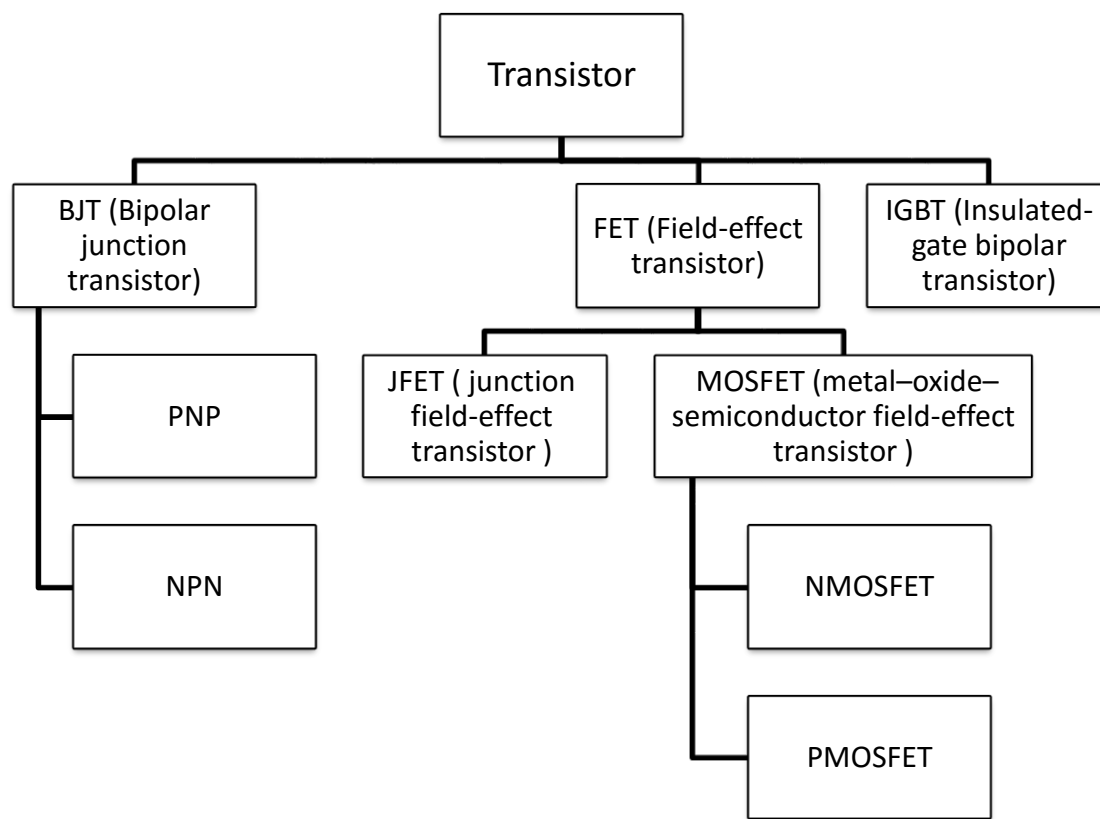 Transistor
BJT (Bipolar
junction
transistor)
FET (Field-effect
transistor)
IGBT (Insulated-
gate bipolar
transistor)
PNP
JFET ( junction
field-effect
transistor )
MOSFET (metal–oxide–
semiconductor field-effect
transistor )
NPN
NMOSFET
PMOSFET